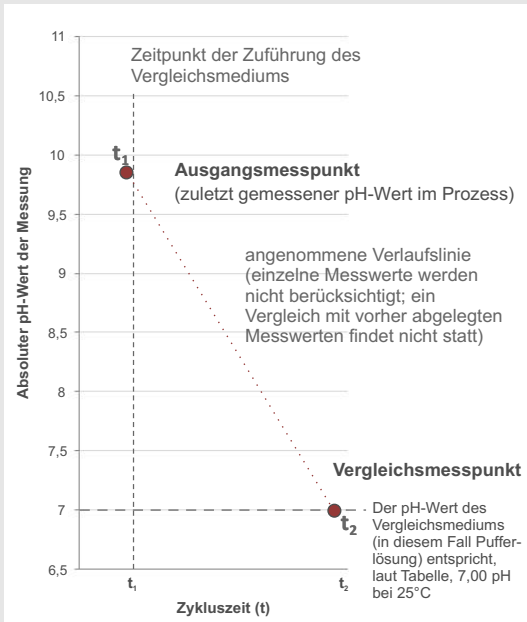 11
Zeitpunkt der Zuführung des
Vergleichsmediums
10,5
t₁
10
Ausgangsmesspunkt
(zuletzt gemessener pH-Wert im Prozess)
9,5
angenommene Verlaufslinie
(einzelne Messwerte werden
nicht berücksichtigt; ein
Vergleich mit vorher abgelegten
Messwerten findet nicht statt)
9
8,5
8
7,5
Absoluter pH-Wert der Messung
Vergleichsmesspunkt
7
t₂
Der pH-Wert des
Vergleichsmediums
(in diesem Fall Puffer-
lösung) entspricht,
laut Tabelle, 7,00 pH
bei 25°C
6,5
t₁
t₂
Zykluszeit (t)